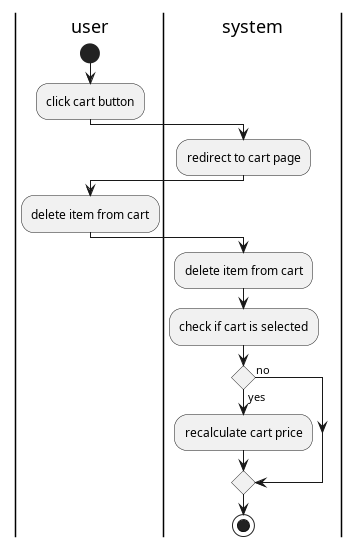 user
system
click cart button
redirect to cart page
delete item from cart
delete item from cart
check if cart is selected
no
yes
recalculate cart price